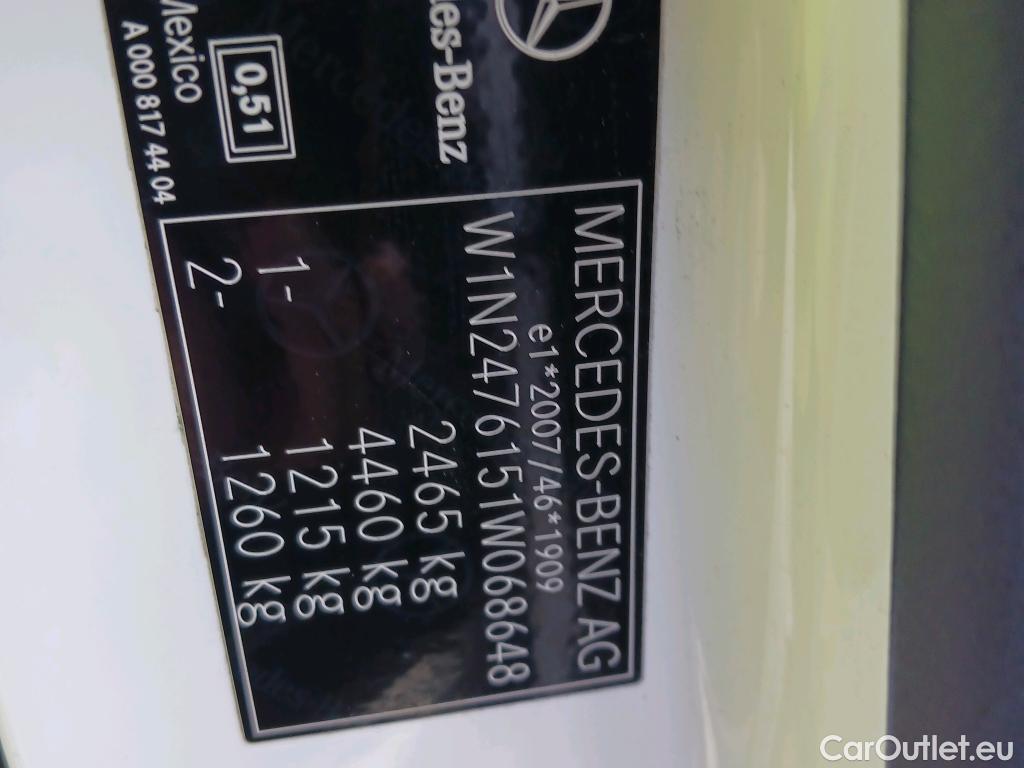 des-Benz
Mexico
0,51
A 000 817 44 04
MERCEDES-BENZ AG
e1*2007/46*1909
W1N2476151W068648
2465 kg
4460 kg
1- 1215 kg
2- 1260 kg
CarOutlet.eu